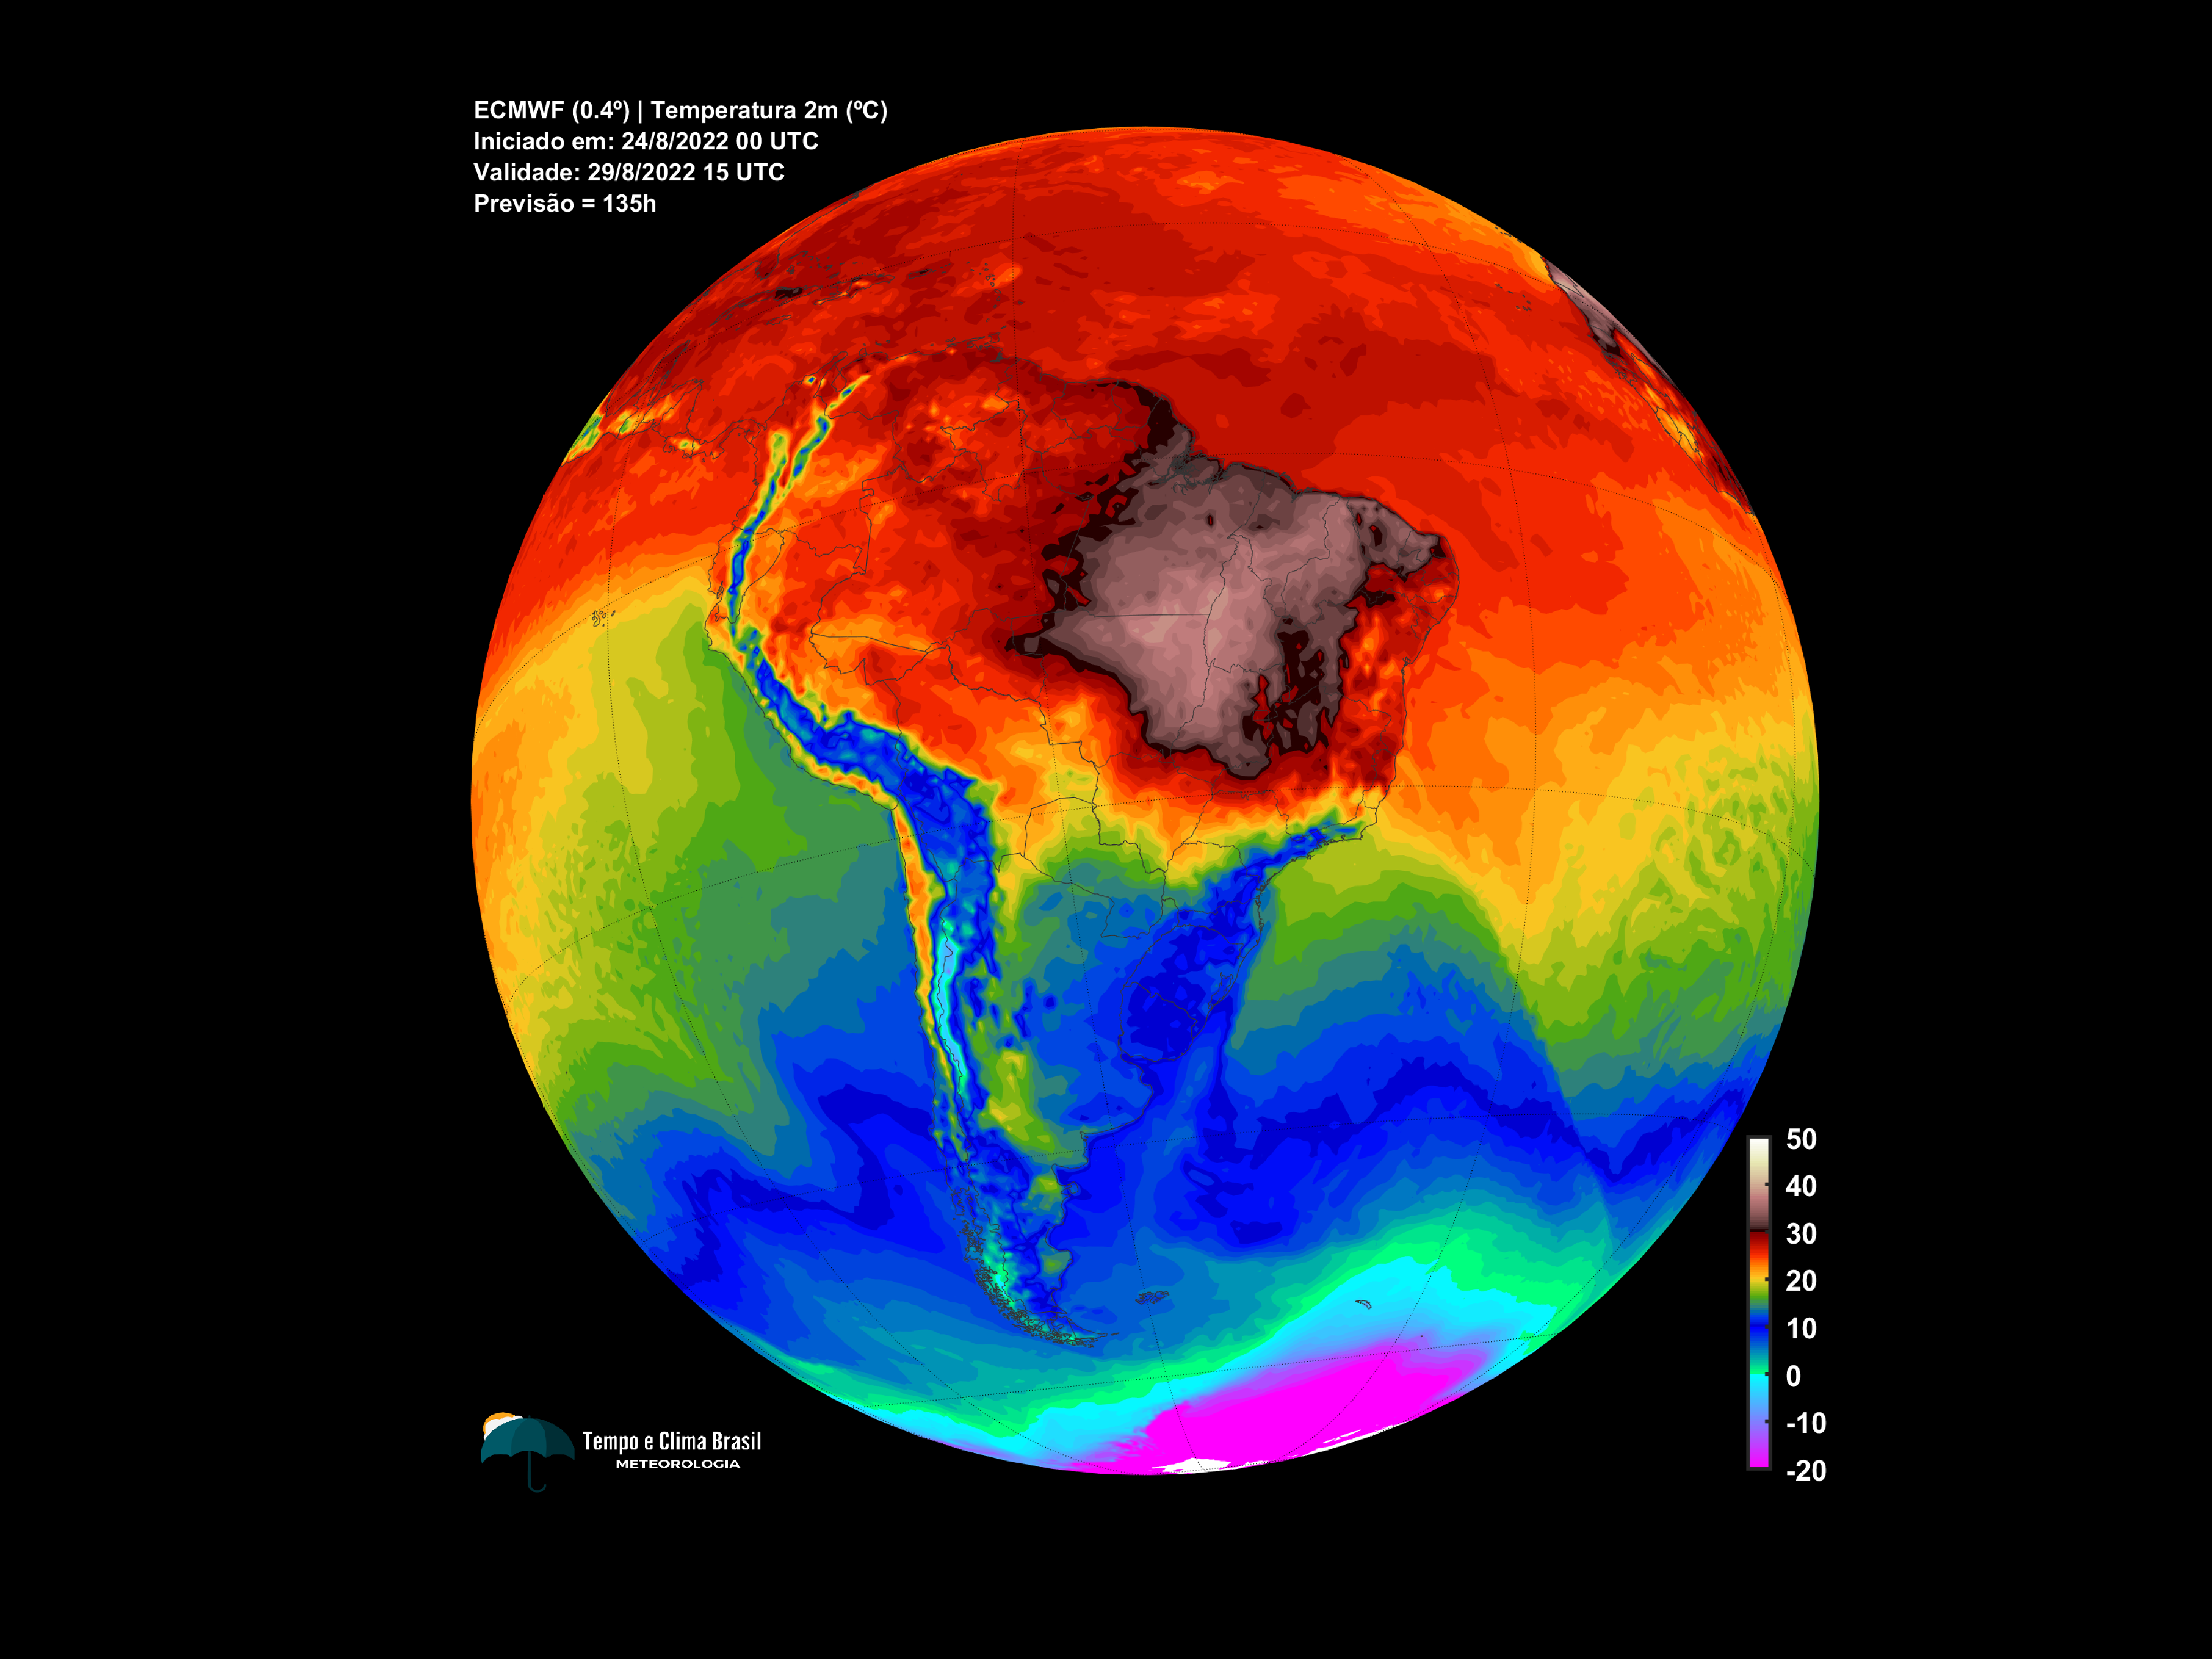 ECMWF (0.4º) | Temperatura 2m (ºC)
Iniciado em: 24/8/2022 00 UTC
Validade: 29/8/2022 15 UTC
Previsão = 135h
50
40
30
20
10
0
-10
-20
Tempo e Clima Brasil
METEOROLOGIA